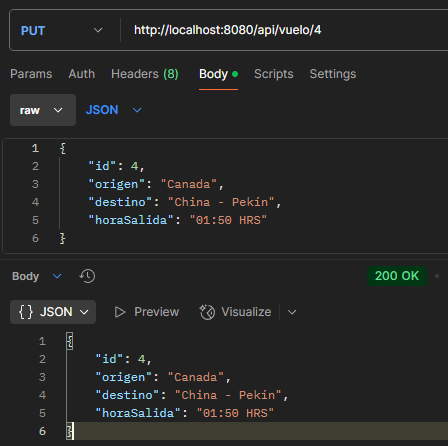 PUT http://localhost:8080/api/vuelo/4
Params Auth Headers (8) Body Scripts Settings
raw JSON
1 {
2 "id": 4,
3 "origen": "Canada",
4 "destino": "China - Pekín",
5 "horaSalida": "01:50 HRS"
6 }
Body 200 OK
{} JSON Preview Visualize
1 {
2 "id": 4,
3 "origen": "Canada",
4 "destino": "China - Pekín",
5 "horaSalida": "01:50 HRS"
6 }